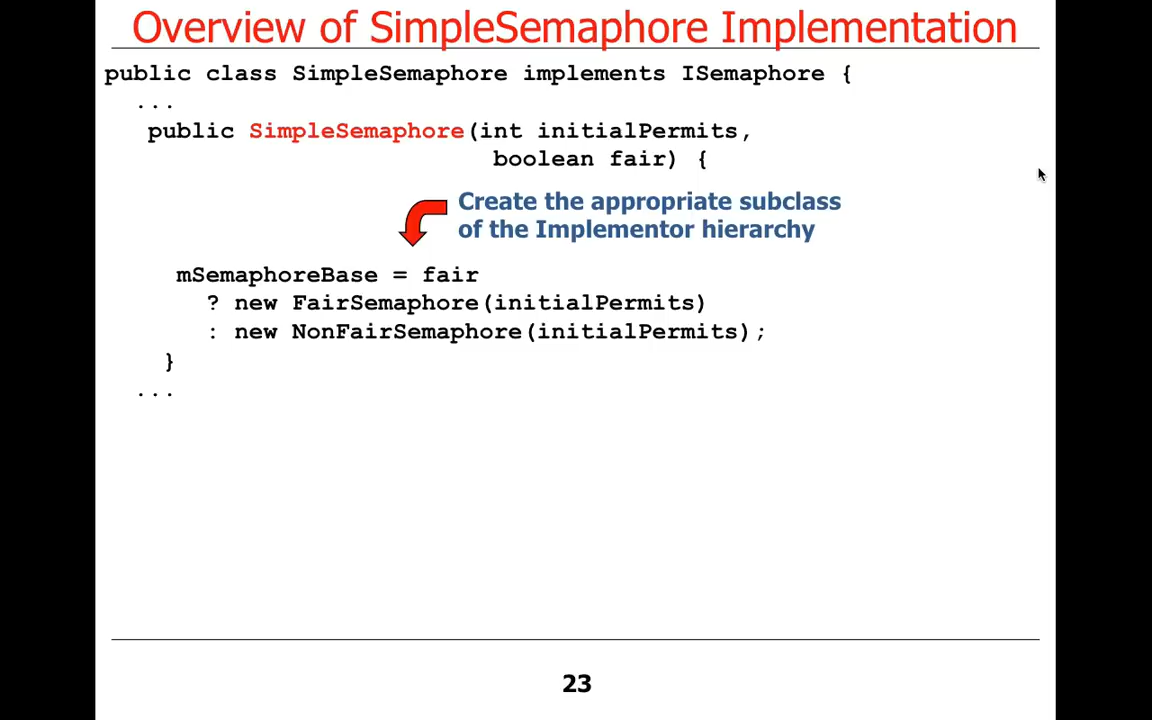 Overview of SimpleSemaphore Implementation
public class SimpleSemaphore implements ISemaphore {
...
public SimpleSemaphore(int initialPermits,
boolean fair) {
Create the appropriate subclass
of the Implementor hierarchy
mSemaphoreBase = fair
? new FairSemaphore(initialPermits)
: new NonFairSemaphore(initialPermits);
}
...
23